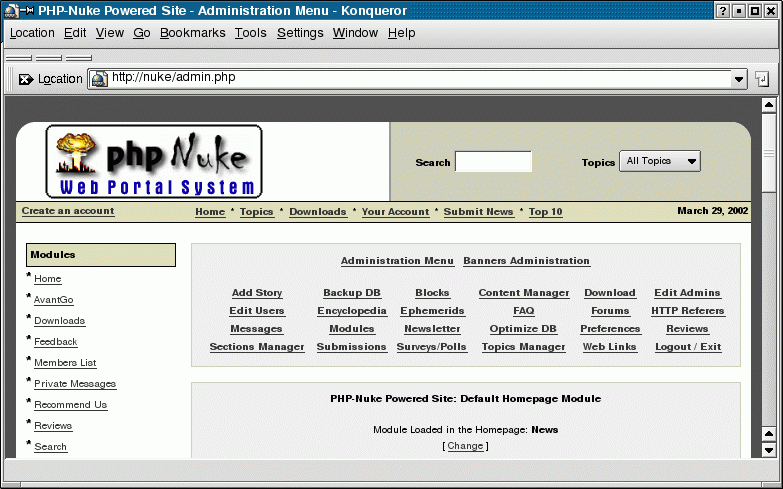 PHP-Nuke Powered Site - Administration Menu - Konqueror
Location Edit View Go Bookmarks Tools Settings Window Help
Location http://nuke/admin.php
php Nuke
Web Portal System
Search Topics All Topics
Create an account Home * Topics * Downloads * Your Account * Submit News * Top 10 March 29, 2002
Modules
* Home
* AvantGo
* Downloads
* Feedback
* Members List
* Private Messages
* Recommend Us
* Reviews
* Search
Administration Menu Banners Administration
Add Story Backup DB Blocks Content Manager Download Edit Admins
Edit Users Encyclopedia Ephemerids FAQ Forums HTTP Referers
Messages Modules Newsletter Optimize DB Preferences Reviews
Sections Manager Submissions Surveys/Polls Topics Manager Web Links Logout / Exit
PHP-Nuke Powered Site: Default Homepage Module
Module Loaded in the Homepage: News
[ Change ]